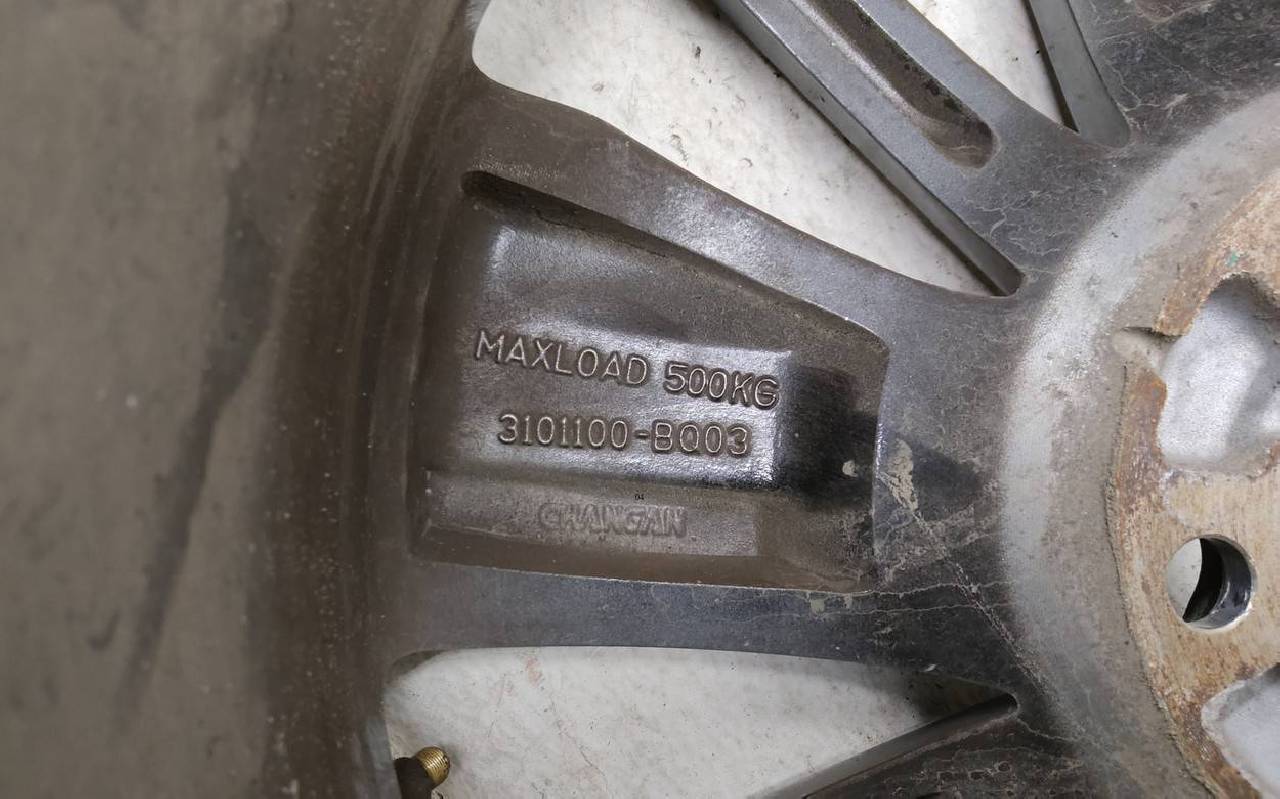 MAXLOAD 500KG
3101100-BQ03
CHANGAN